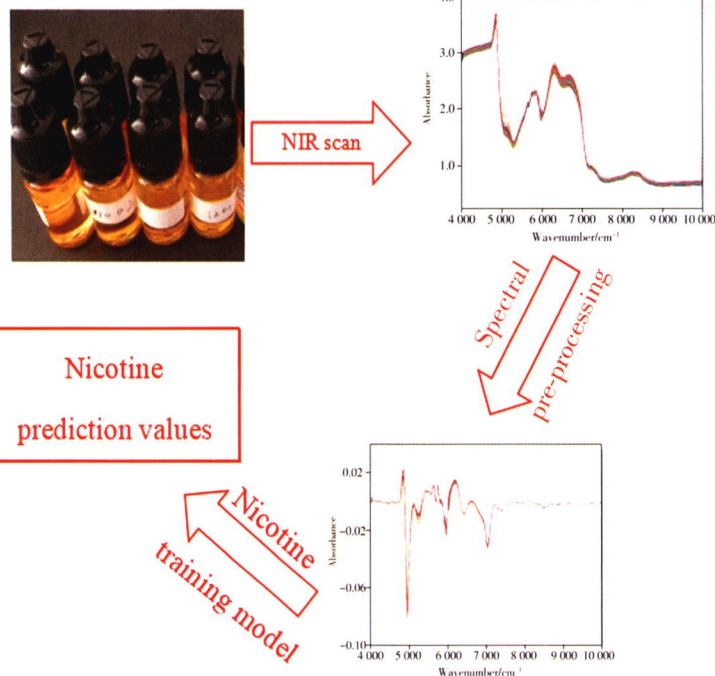 NIR scan
3.0
2.0
1.0
Absorbance
4 000 5 000 6 000 7 000 8 000 9 000 10 000
Wavenumber/cm⁻¹
Spectral
pre-processing
Nicotine
prediction values
0.02
-0.02
-0.06
-0.10
Absorbance
4 000 5 000 6 000 7 000 8 000 9 000 10 000
Wavenumber/cm⁻¹
Nicotine
training model